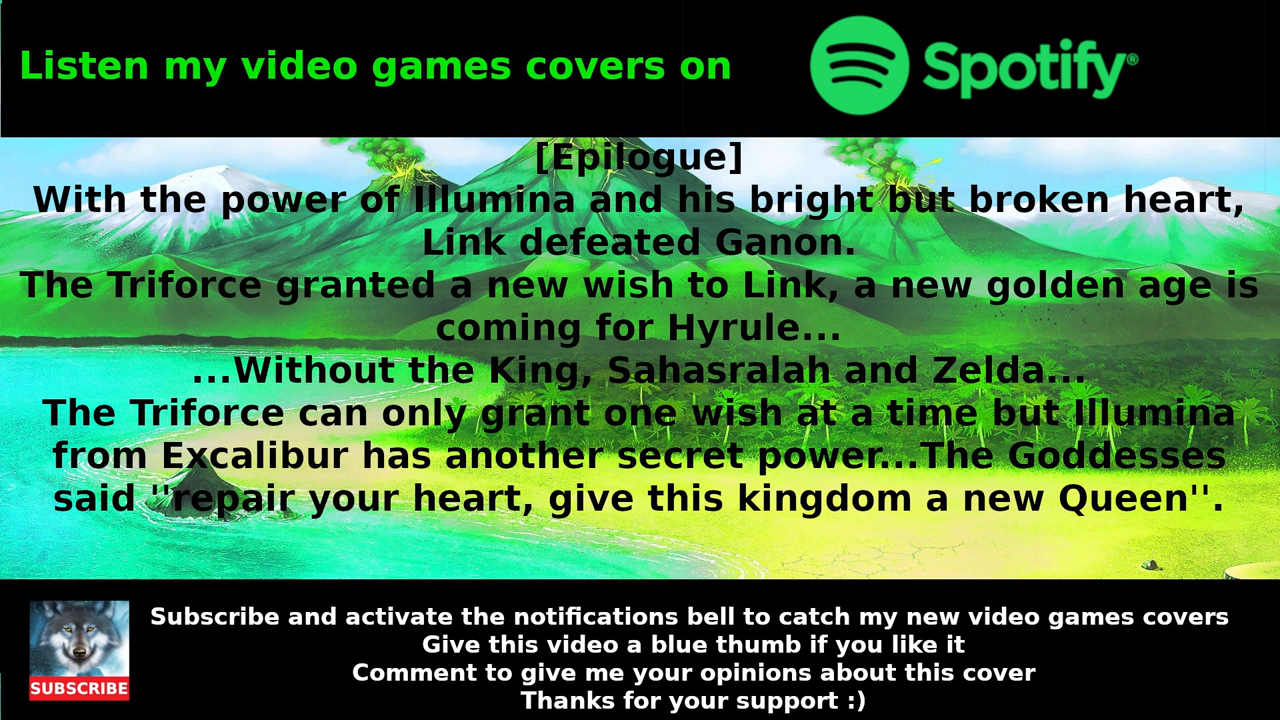 Listen my video games covers on
Spotify®
[Epilogue]
With the power of Illumina and his bright but broken heart,
Link defeated Ganon.
The Triforce granted a new wish to Link, a new golden age is
coming for Hyrule...
...Without the King, Sahasralah and Zelda...
The Triforce can only grant one wish at a time but Illumina
from Excalibur has another secret power...The Goddesses
said ''repair your heart, give this kingdom a new Queen''.
Subscribe and activate the notifications bell to catch my new video games covers
Give this video a blue thumb if you like it
Comment to give me your opinions about this cover
Thanks for your support :)
SUBSCRIBE